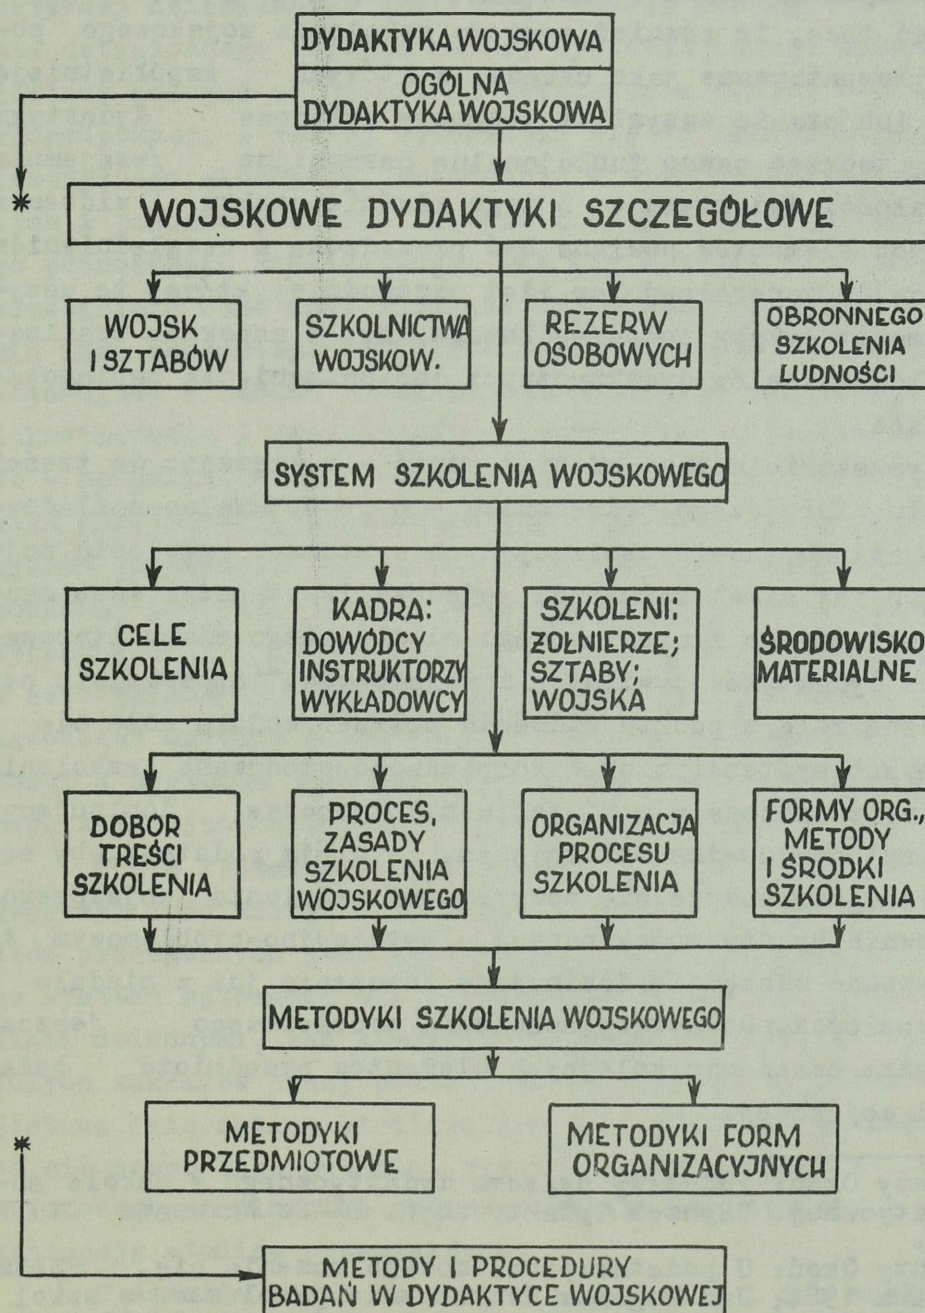 DYDAKTYKA WOJSKOWA
OGÓLNA
DYDAKTYKA WOJSKOWA
*
WOJSKOWE DYDAKTYKI SZCZEGÓŁOWE
WOJSK
I SZTABÓW
SZKOLNICTWA
WOJSKOW.
REZERW
OSOBOWYCH
OBRONNEGO
SZKOLENIA
LUDNOŚCI
SYSTEM SZKOLENIA WOJSKOWEGO
CELE
SZKOLENIA
KADRA:
DOWÓDCY
INSTRUKTORZY
WYKŁADOWCY
SZKOLENI:
ŻOŁNIERZE;
SZTABY;
WOJSKA
ŚRODOWISKO
MATERIALNE
DOBÓR
TREŚCI
SZKOLENIA
PROCES,
ZASADY
SZKOLENIA
WOJSKOWEGO
ORGANIZACJA
PROCESU
SZKOLENIA
FORMY ORG.,
METODY
I ŚRODKI
SZKOLENIA
METODYKI SZKOLENIA WOJSKOWEGO
METODYKI
PRZEDMIOTOWE
METODYKI FORM
ORGANIZACYJNYCH
*
METODY I PROCEDURY
BADAŃ W DYDAKTYCE WOJSKOWEJ